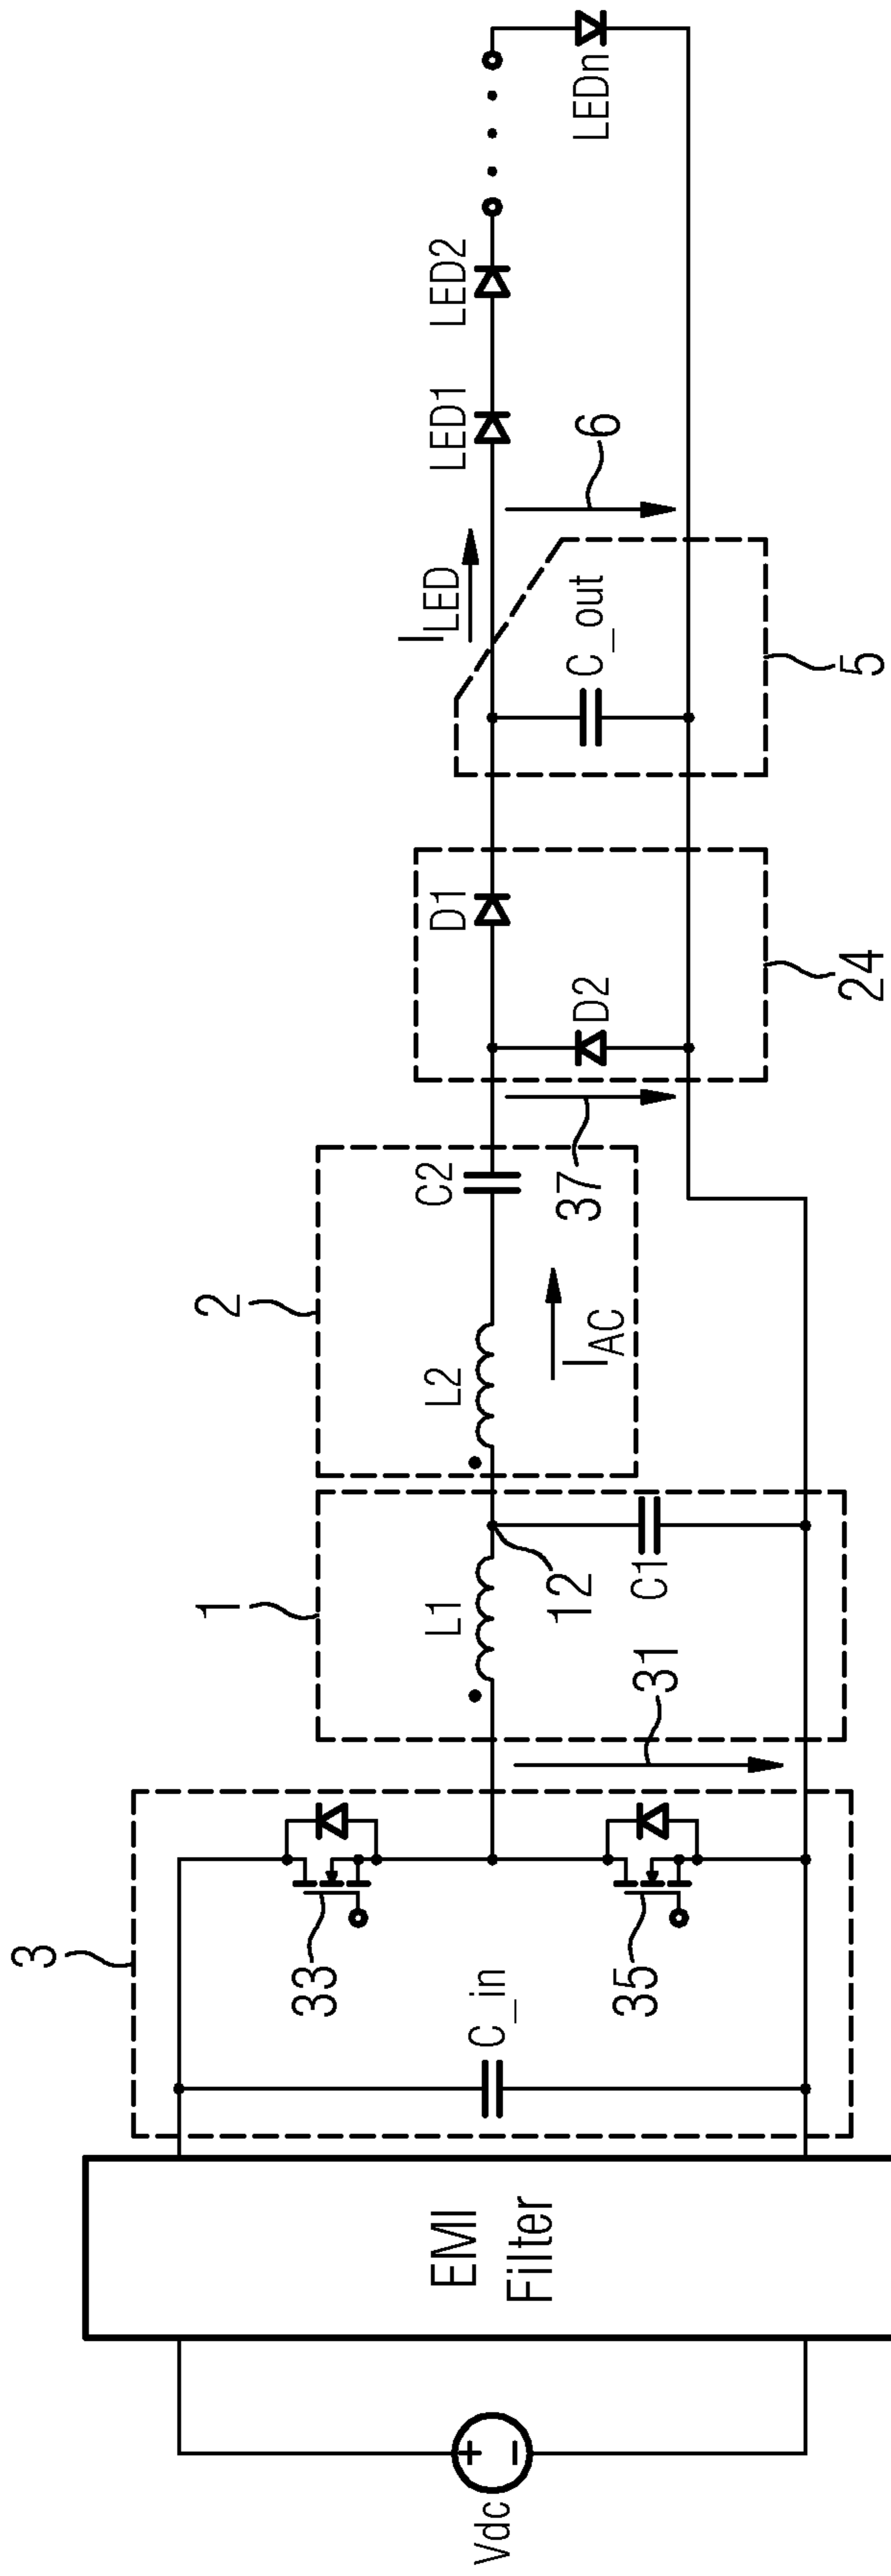 Vdc
EMI
Filter
3
33
35
C_in
31
1
L1
12
C1
2
L2
C2
I_AC
37
D2
D1
24
I_LED
C_out
5
6
LED1
LED2
LEDn